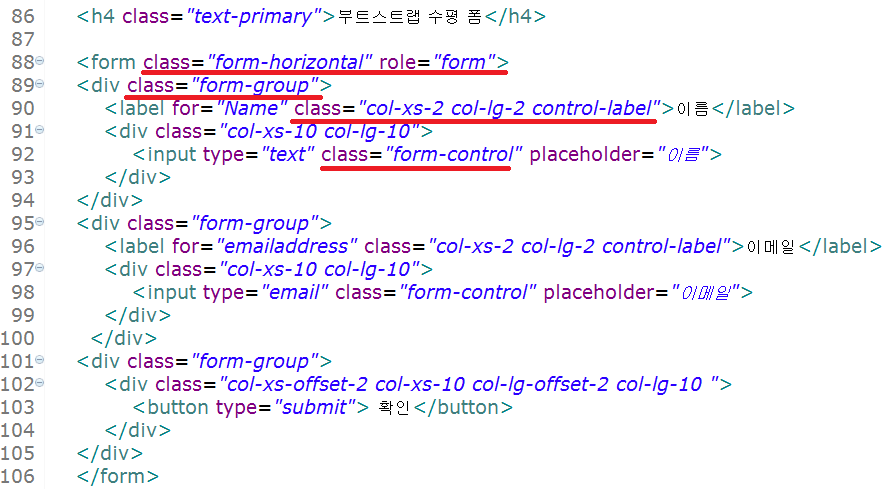 86 <h4 class="text-primary">부트스트랩 수평 폼</h4>
87
88 <form class="form-horizontal" role="form">
89 <div class="form-group">
90 <label for="Name" class="col-xs-2 col-lg-2 control-label">이름</label>
91 <div class="col-xs-10 col-lg-10">
92 <input type="text" class="form-control" placeholder="이름">
93 </div>
94 </div>
95 <div class="form-group">
96 <label for="emailaddress" class="col-xs-2 col-lg-2 control-label">이메일</label>
97 <div class="col-xs-10 col-lg-10">
98 <input type="email" class="form-control" placeholder="이메일">
99 </div>
100 </div>
101 <div class="form-group">
102 <div class="col-xs-offset-2 col-xs-10 col-lg-offset-2 col-lg-10 ">
103 <button type="submit"> 확인</button>
104 </div>
105 </div>
106 </form>